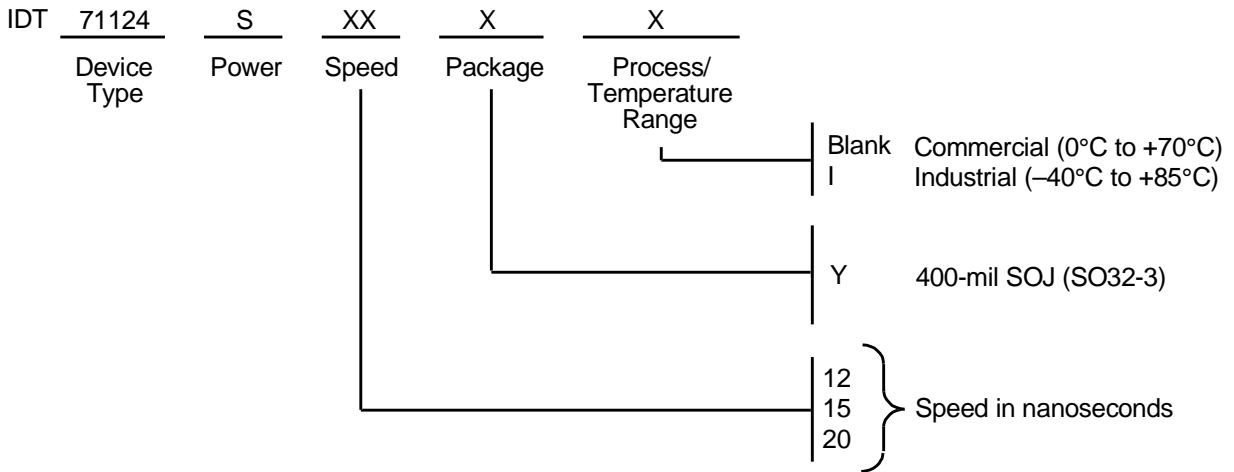 IDT 71124 S XX X X
Device Type Power Speed Package Process/ Temperature Range
Blank Commercial (0°C to +70°C)
I Industrial (–40°C to +85°C)
Y 400-mil SOJ (SO32-3)
12
15 Speed in nanoseconds
20